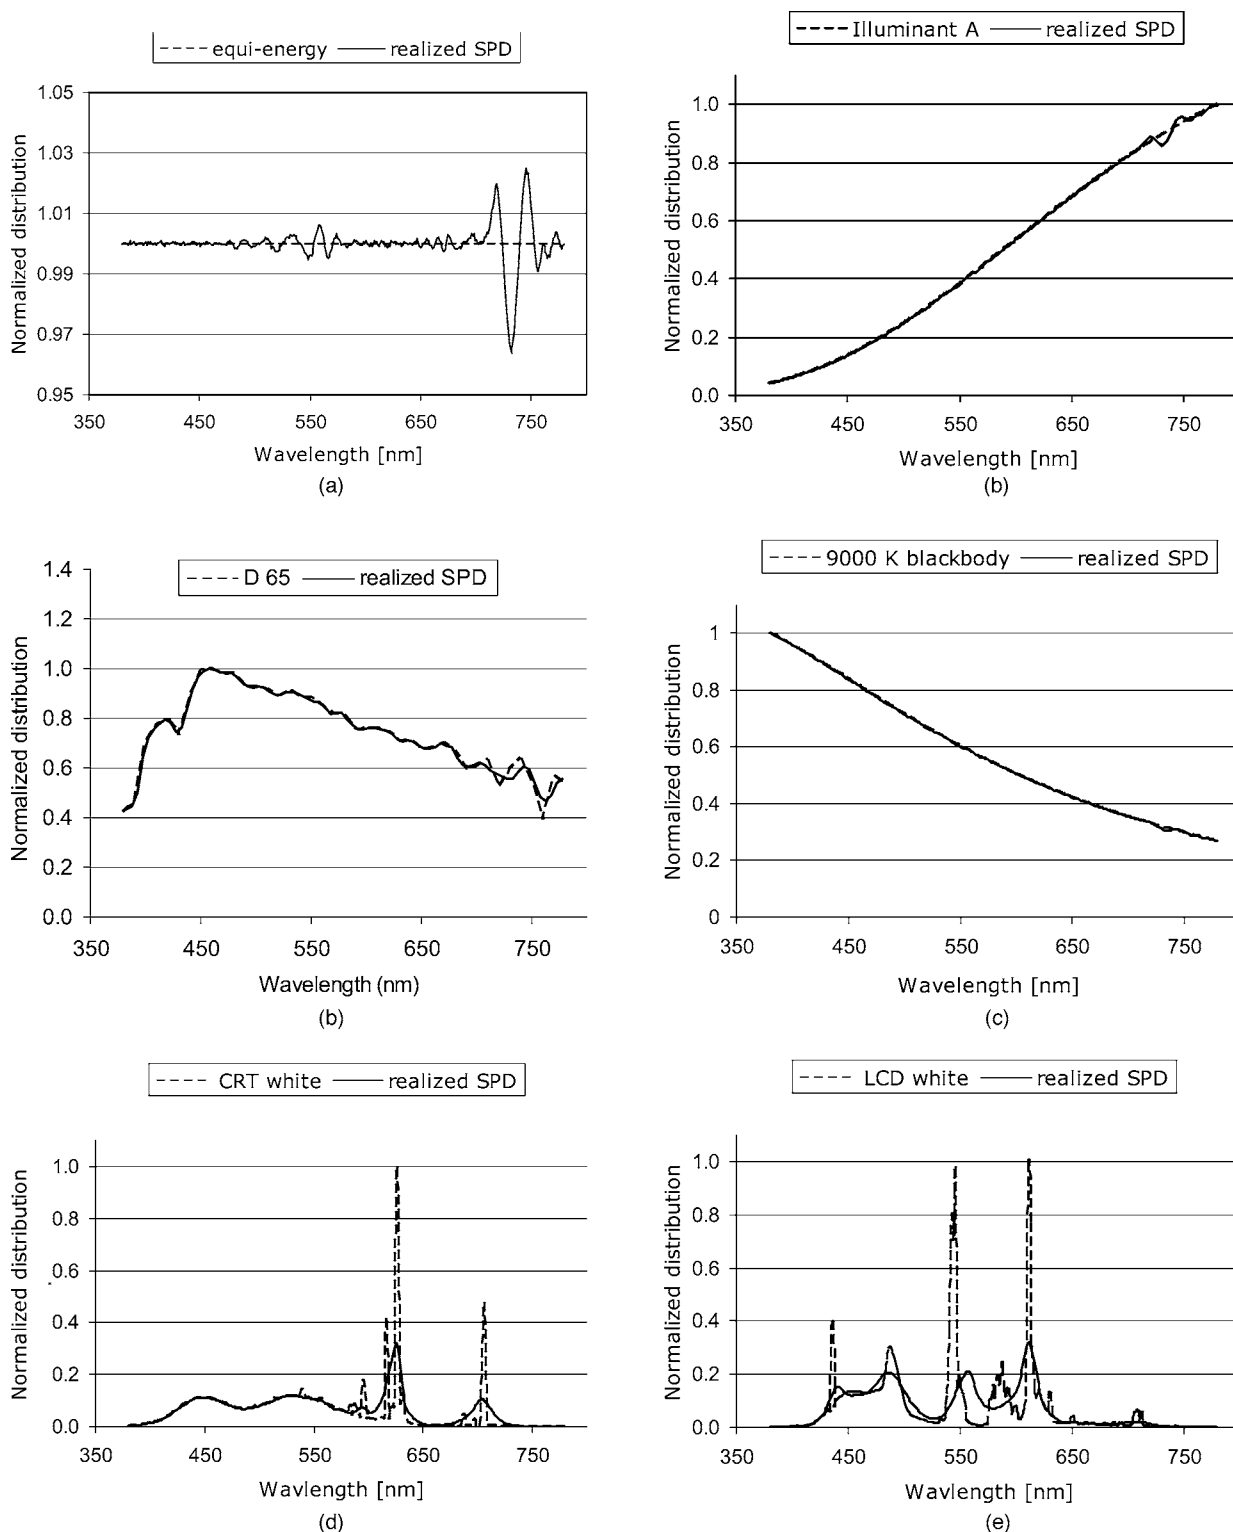 equi-energy realized SPD
1.05
1.03
1.01
0.99
0.97
0.95
Normalized distribution
350 450 550 650 750
Wavelength [nm]
(a)
Illuminant A realized SPD
1.0
0.8
0.6
0.4
0.2
0.0
Normalized distribution
350 450 550 650 750
Wavelength [nm]
(b)
D 65 realized SPD
1.4
1.2
1.0
0.8
0.6
0.4
0.2
0.0
Normalized distribution
350 450 550 650 750
Wavelength (nm)
(b)
9000 K blackbody realized SPD
1
0.8
0.6
0.4
0.2
0
Normalized distribution
350 450 550 650 750
Wavelength [nm]
(c)
CRT white realized SPD
1.0
0.8
0.6
0.4
0.2
0.0
Normalized distribution
350 450 550 650 750
Wavlength [nm]
(d)
LCD white realized SPD
1.0
0.8
0.6
0.4
0.2
0.0
Normalized distribution
350 450 550 650 750
Wavlength [nm]
(e)